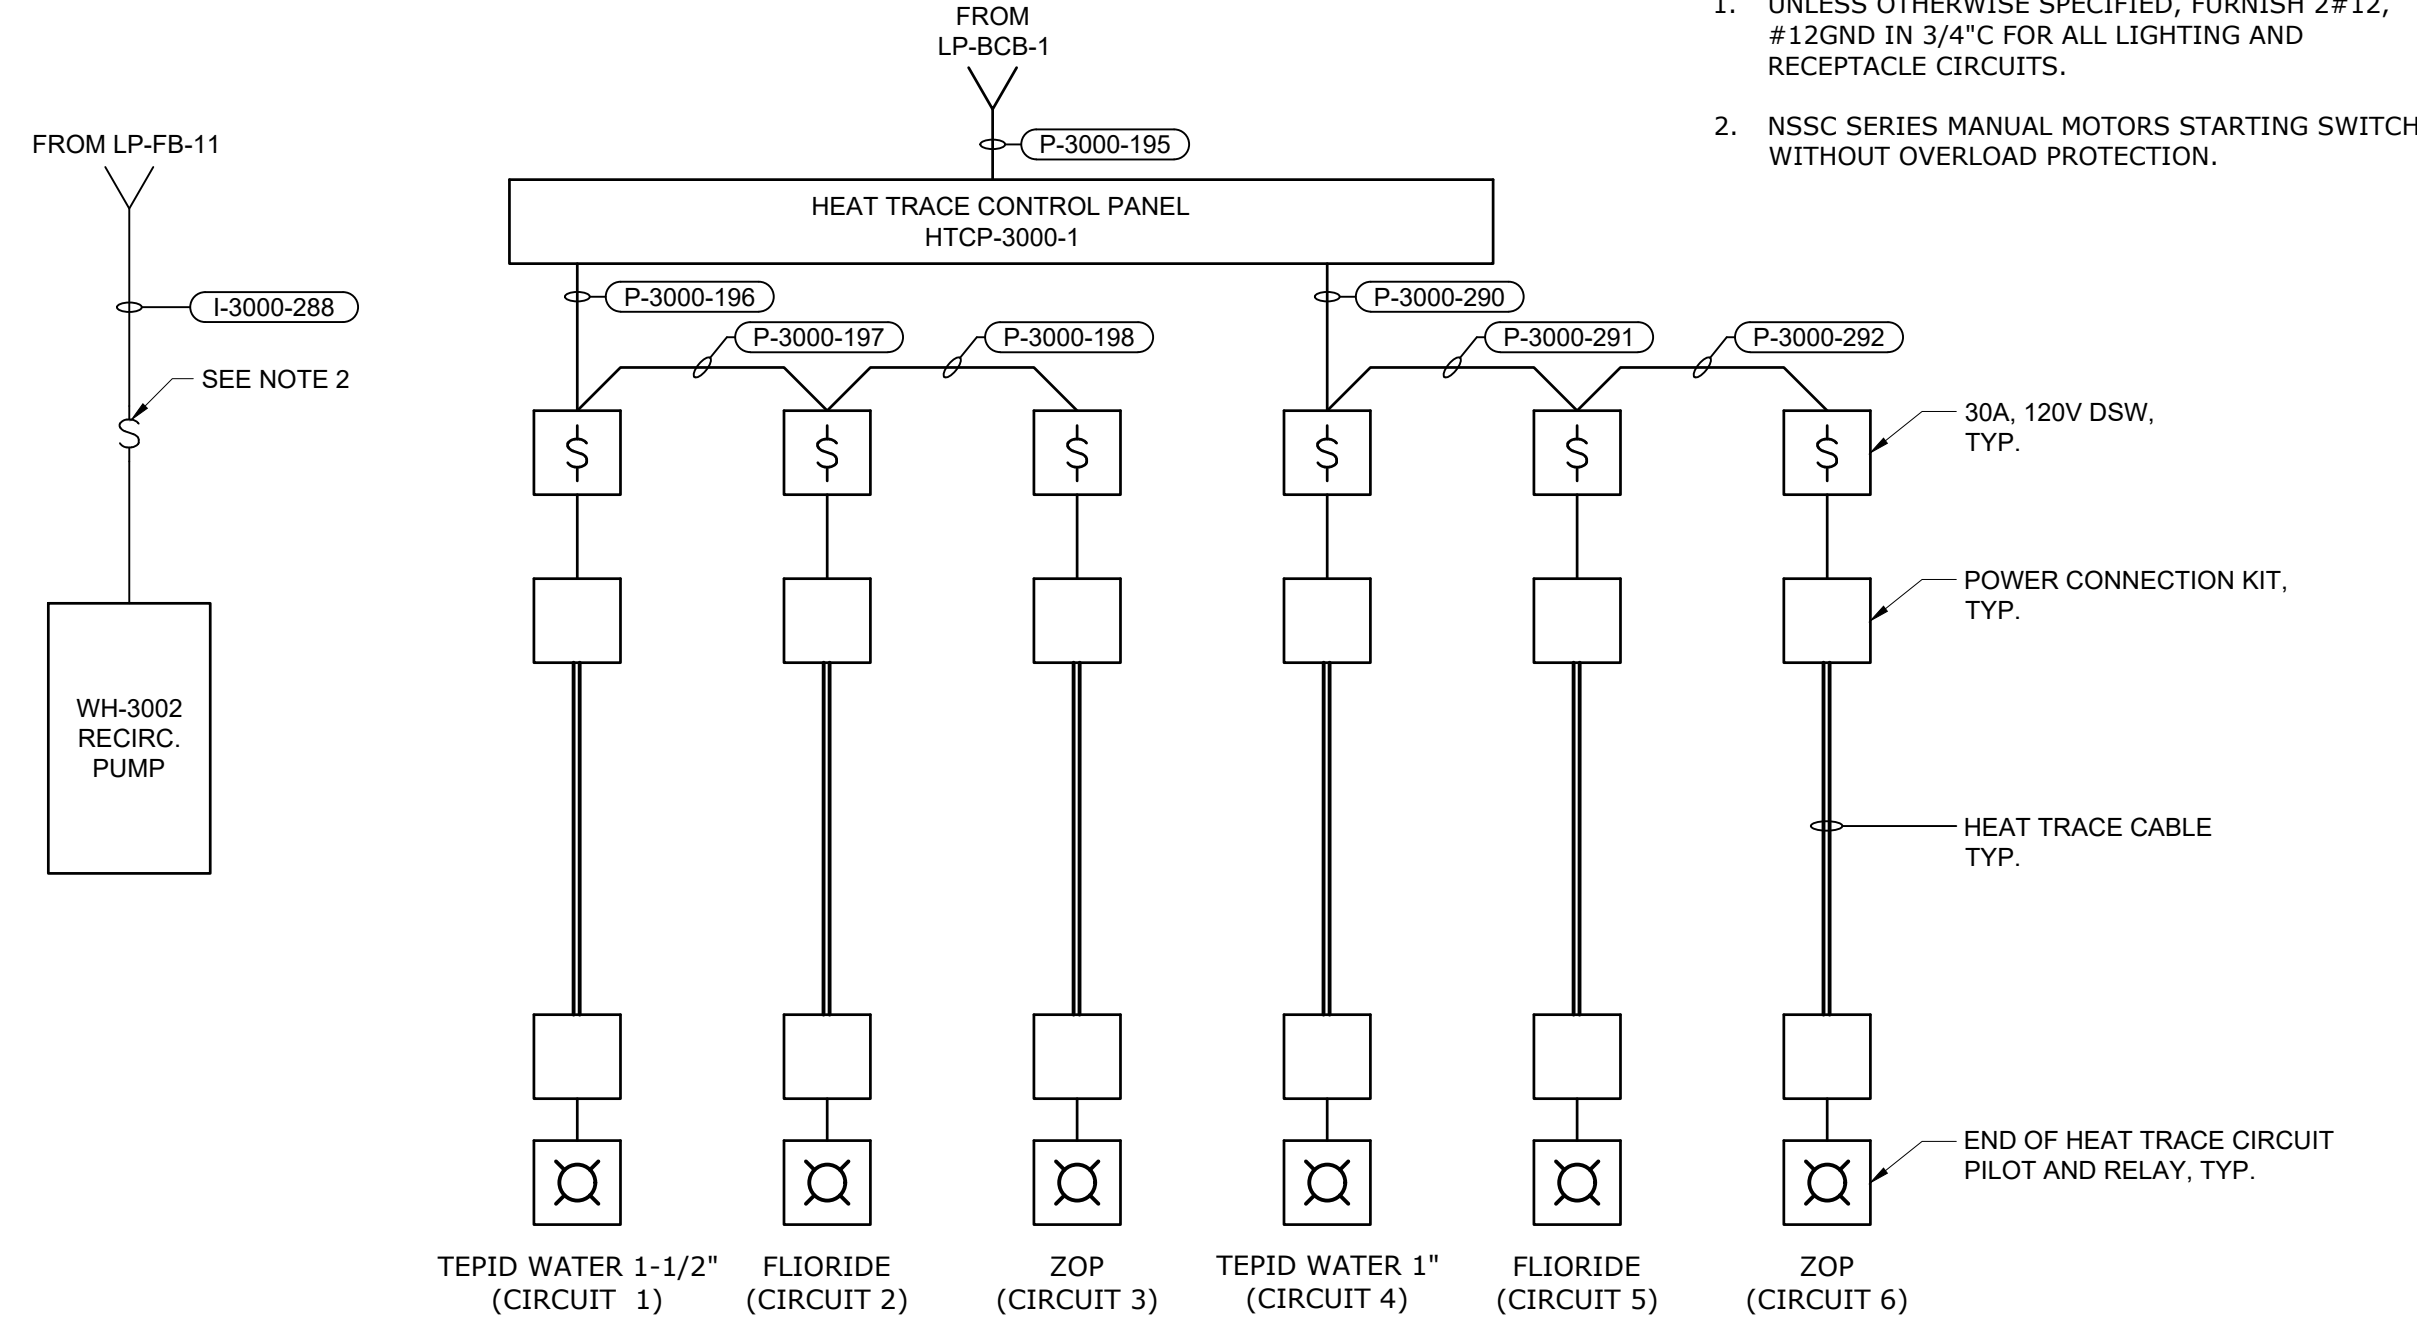 FROM
LP-BCB-1
1. UNLESS OTHERWISE SPECIFIED, FURNISH 2#12,
#12GND IN 3/4"C FOR ALL LIGHTING AND
RECEPTACLE CIRCUITS.
2. NSSC SERIES MANUAL MOTORS STARTING SWITCH
WITHOUT OVERLOAD PROTECTION.
FROM LP-FB-11
P-3000-195
HEAT TRACE CONTROL PANEL
HTCP-3000-1
I-3000-288
P-3000-196
P-3000-290
P-3000-197
P-3000-198
P-3000-291
P-3000-292
SEE NOTE 2
S
S
S
S
S
S
S
30A, 120V DSW,
TYP.
POWER CONNECTION KIT,
TYP.
WH-3002
RECIRC.
PUMP
HEAT TRACE CABLE
TYP.
END OF HEAT TRACE CIRCUIT
PILOT AND RELAY, TYP.
TEPID WATER 1-1/2"
(CIRCUIT 1)
FLIORIDE
(CIRCUIT 2)
ZOP
(CIRCUIT 3)
TEPID WATER 1"
(CIRCUIT 4)
FLIORIDE
(CIRCUIT 5)
ZOP
(CIRCUIT 6)